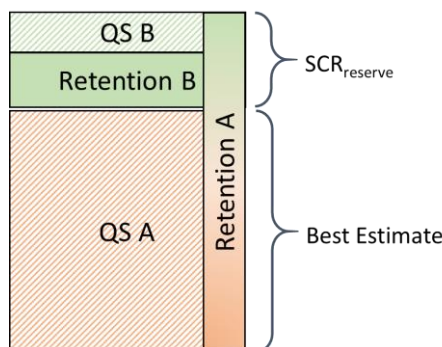 QS B
Retention B
SCRreserve
Retention A
QS A
Best Estimate